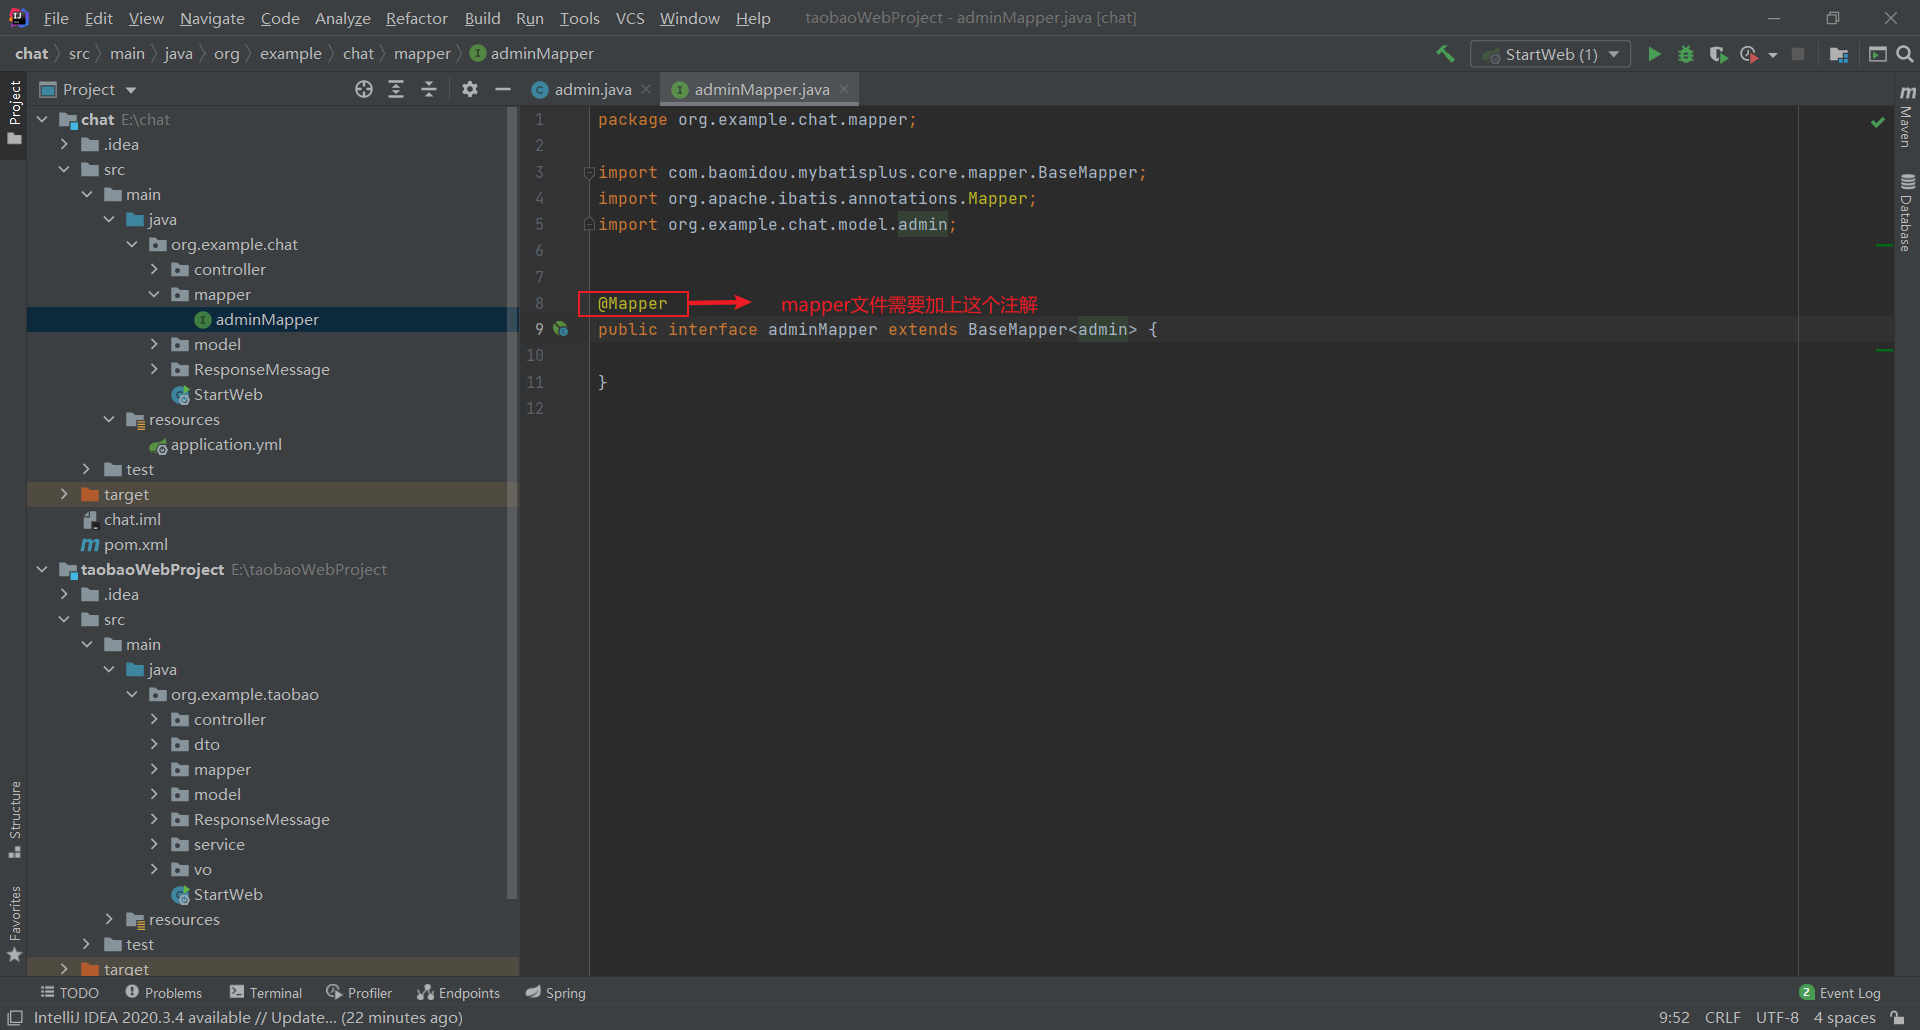 File Edit View Navigate Code Analyze Refactor Build Run Tools VCS Window Help taobaoWebProject - adminMapper.java [chat]
chat src main java org example chat mapper adminMapper StartWeb (1)
Project
Project
chat E:\chat
.idea
src
main
java
org.example.chat
controller
mapper
adminMapper
model
ResponseMessage
StartWeb
resources
application.yml
test
target
chat.iml
pom.xml
taobaoWebProject E:\taobaoWebProject
.idea
src
main
java
org.example.taobao
controller
dto
mapper
model
ResponseMessage
service
vo
StartWeb
resources
test
target
Structure
Favorites
admin.java adminMapper.java
1 package org.example.chat.mapper;
2
3 import com.baomidou.mybatisplus.core.mapper.BaseMapper;
4 import org.apache.ibatis.annotations.Mapper;
5 import org.example.chat.model.admin;
6
7
8 @Mapper mapper文件需要加上这个注解
9 public interface adminMapper extends BaseMapper<admin> {
10
11 }
12
Maven
Database
TODO Problems Terminal Profiler Endpoints Spring 2 Event Log
IntelliJ IDEA 2020.3.4 available // Update... (22 minutes ago) 9:52 CRLF UTF-8 4 spaces